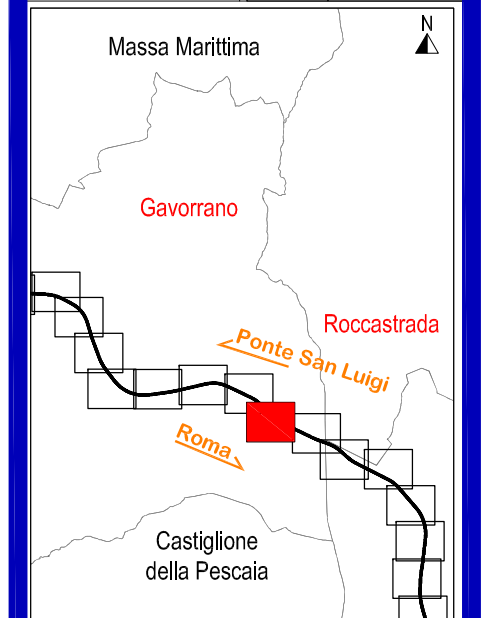 N
Massa Marittima
Gavorrano
Roccastrada
Ponte San Luigi
Roma
Castiglione
della Pescaia